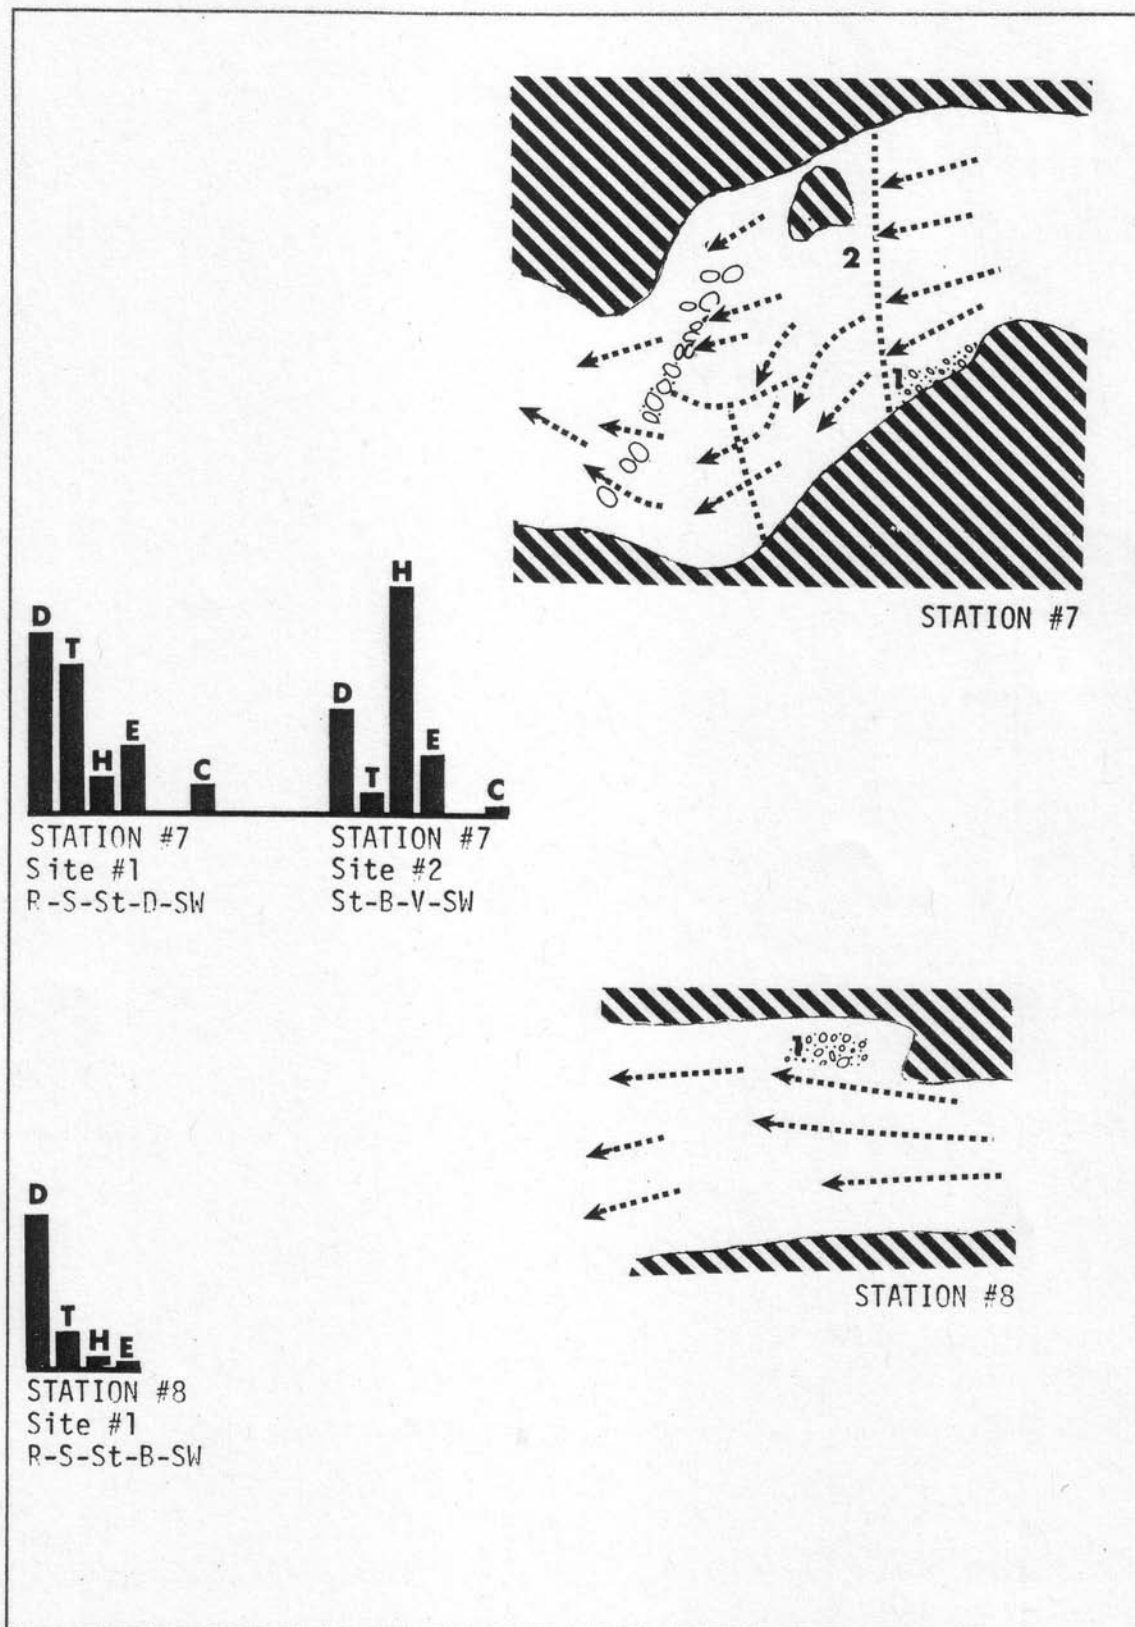 2
1
STATION #7
D
T
H
E
C
D
T
H
E
C
STATION #7
Site #1
R-S-St-D-SW
STATION #7
Site #2
St-B-V-SW
1
STATION #8
D
T
H
E
STATION #8
Site #1
R-S-St-B-SW